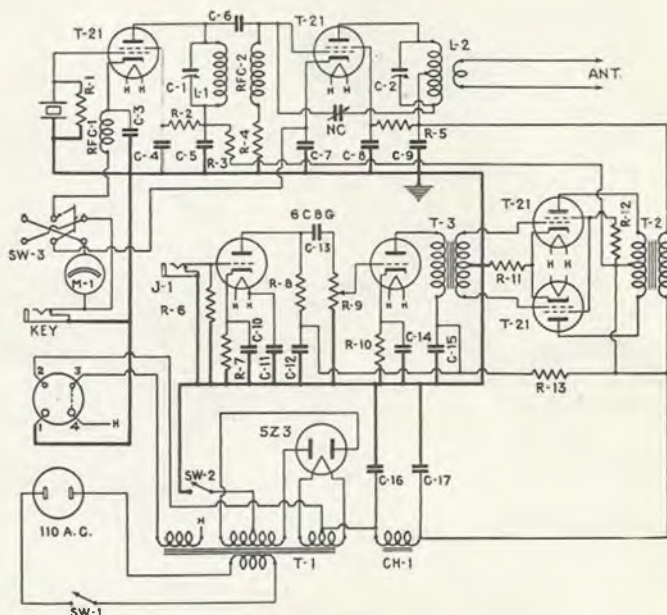 T-21
C-6
T-21
L-2
ANT.
R-1
C-1
L-1
RFC-2
C-2
H H
H H
NC
RFC-1
C-3
R-2
R-4
R-5
C-4
C-5
R-3
C-7
C-8
C-9
SW-3
M-1
KEY
6C8G
C-13
T-3
T-21
R-12
T-2
J-1
R-8
R-9
R-11
H H
H H
H H
H H
T-21
R-6
R-7
C-10
C-11
C-12
R-10
C-14
C-15
R-13
2
3
1
4
H
5Z3
SW-2
C-16
C-17
110 A.C.
H
T-1
CH-1
SW-1